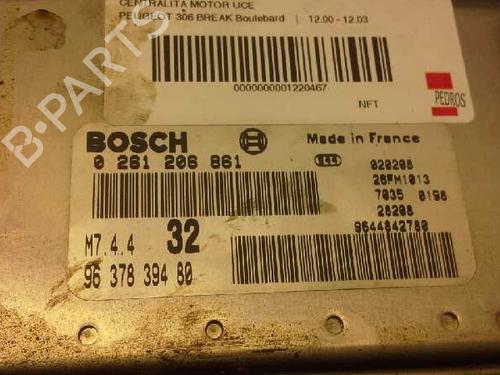 CENTRALITA MOTOR UCE
PEUGEOT 306 BREAK Boulebard | 12.00 - 12.03
0000000001220467
NFT
PEDROS
B-PARTS
BOSCH
Made in France
0 261 206 861
020208
26FM1013
7035 0198
28208
9644842780
M7 4.4 32
96 378 394 80